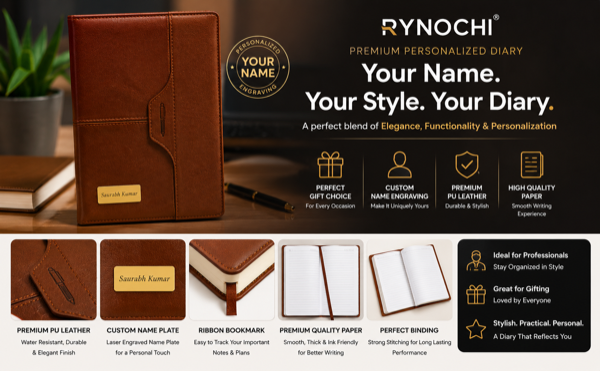 RYNOCHI®
PREMIUM PERSONALIZED DIARY
Your Name.
Your Style. Your Diary.
A perfect blend of Elegance, Functionality & Personalization
PERSONALIZED
YOUR
NAME
ENGRAVING
Saurabh Kumar
PERFECT
GIFT CHOICE
For Every Occasion
CUSTOM
NAME ENGRAVING
Make It Uniquely Yours
PREMIUM
PU LEATHER
Durable & Stylish
HIGH QUALITY
PAPER
Smooth Writing
Experience
Saurabh Kumar
PREMIUM PU LEATHER
Water Resistant, Durable
& Elegant Finish
CUSTOM NAME PLATE
Laser Engraved Name Plate
for a Personal Touch
RIBBON BOOKMARK
Easy to Track Your Important
Notes & Plans
PREMIUM QUALITY PAPER
Smooth, Thick & Ink Friendly
for Better Writing
PERFECT BINDING
Strong Stitching for Long Lasting
Performance
Ideal for Professionals
Stay Organized in Style
Great for Gifting
Loved by Everyone
Stylish. Practical. Personal.
A Diary That Reflects You